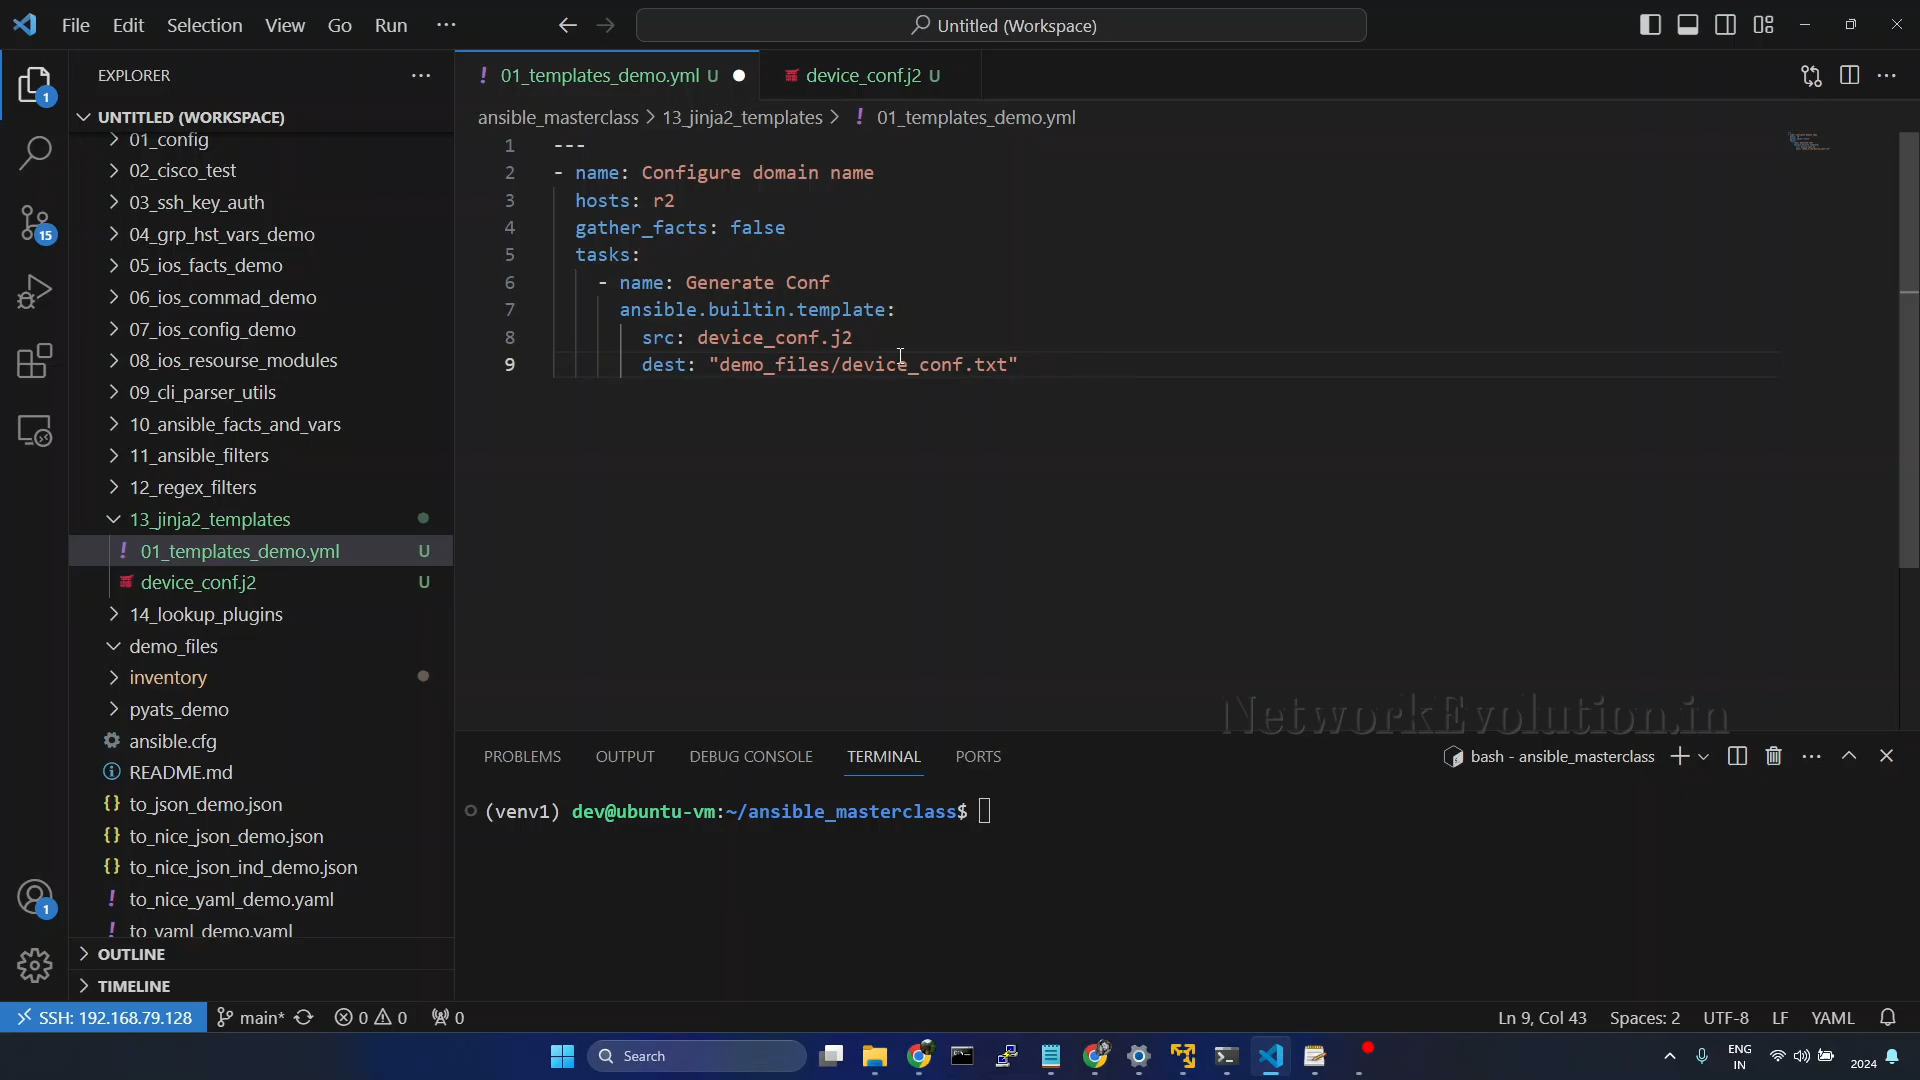 File Edit Selection View Go Run ···
Untitled (Workspace)
EXPLORER
UNTITLED (WORKSPACE)
01_config
02_cisco_test
03_ssh_key_auth
04_grp_hst_vars_demo
05_ios_facts_demo
06_ios_commad_demo
07_ios_config_demo
08_ios_resourse_modules
09_cli_parser_utils
10_ansible_facts_and_vars
11_ansible_filters
12_regex_filters
13_jinja2_templates
! 01_templates_demo.yml U
device_conf.j2 U
14_lookup_plugins
demo_files
inventory
pyats_demo
ansible.cfg
README.md
{} to_json_demo.json
{} to_nice_json_demo.json
{} to_nice_json_ind_demo.json
! to_nice_yaml_demo.yaml
! to_yaml_demo.yaml
OUTLINE
TIMELINE
1
15
1
! 01_templates_demo.yml U
device_conf.j2 U
ansible_masterclass > 13_jinja2_templates > ! 01_templates_demo.yml
1 ---
2 - name: Configure domain name
3 hosts: r2
4 gather_facts: false
5 tasks:
6 - name: Generate Conf
7 ansible.builtin.template:
8 src: device_conf.j2
9 dest: "demo_files/device_conf.txt"
NetworkEvolution.in
PROBLEMS OUTPUT DEBUG CONSOLE TERMINAL PORTS
bash - ansible_masterclass
(venv1) dev@ubuntu-vm:~/ansible_masterclass$
SSH: 192.168.79.128 main* 0 0 0
Ln 9, Col 43 Spaces: 2 UTF-8 LF YAML
Search
ENG
IN
2024